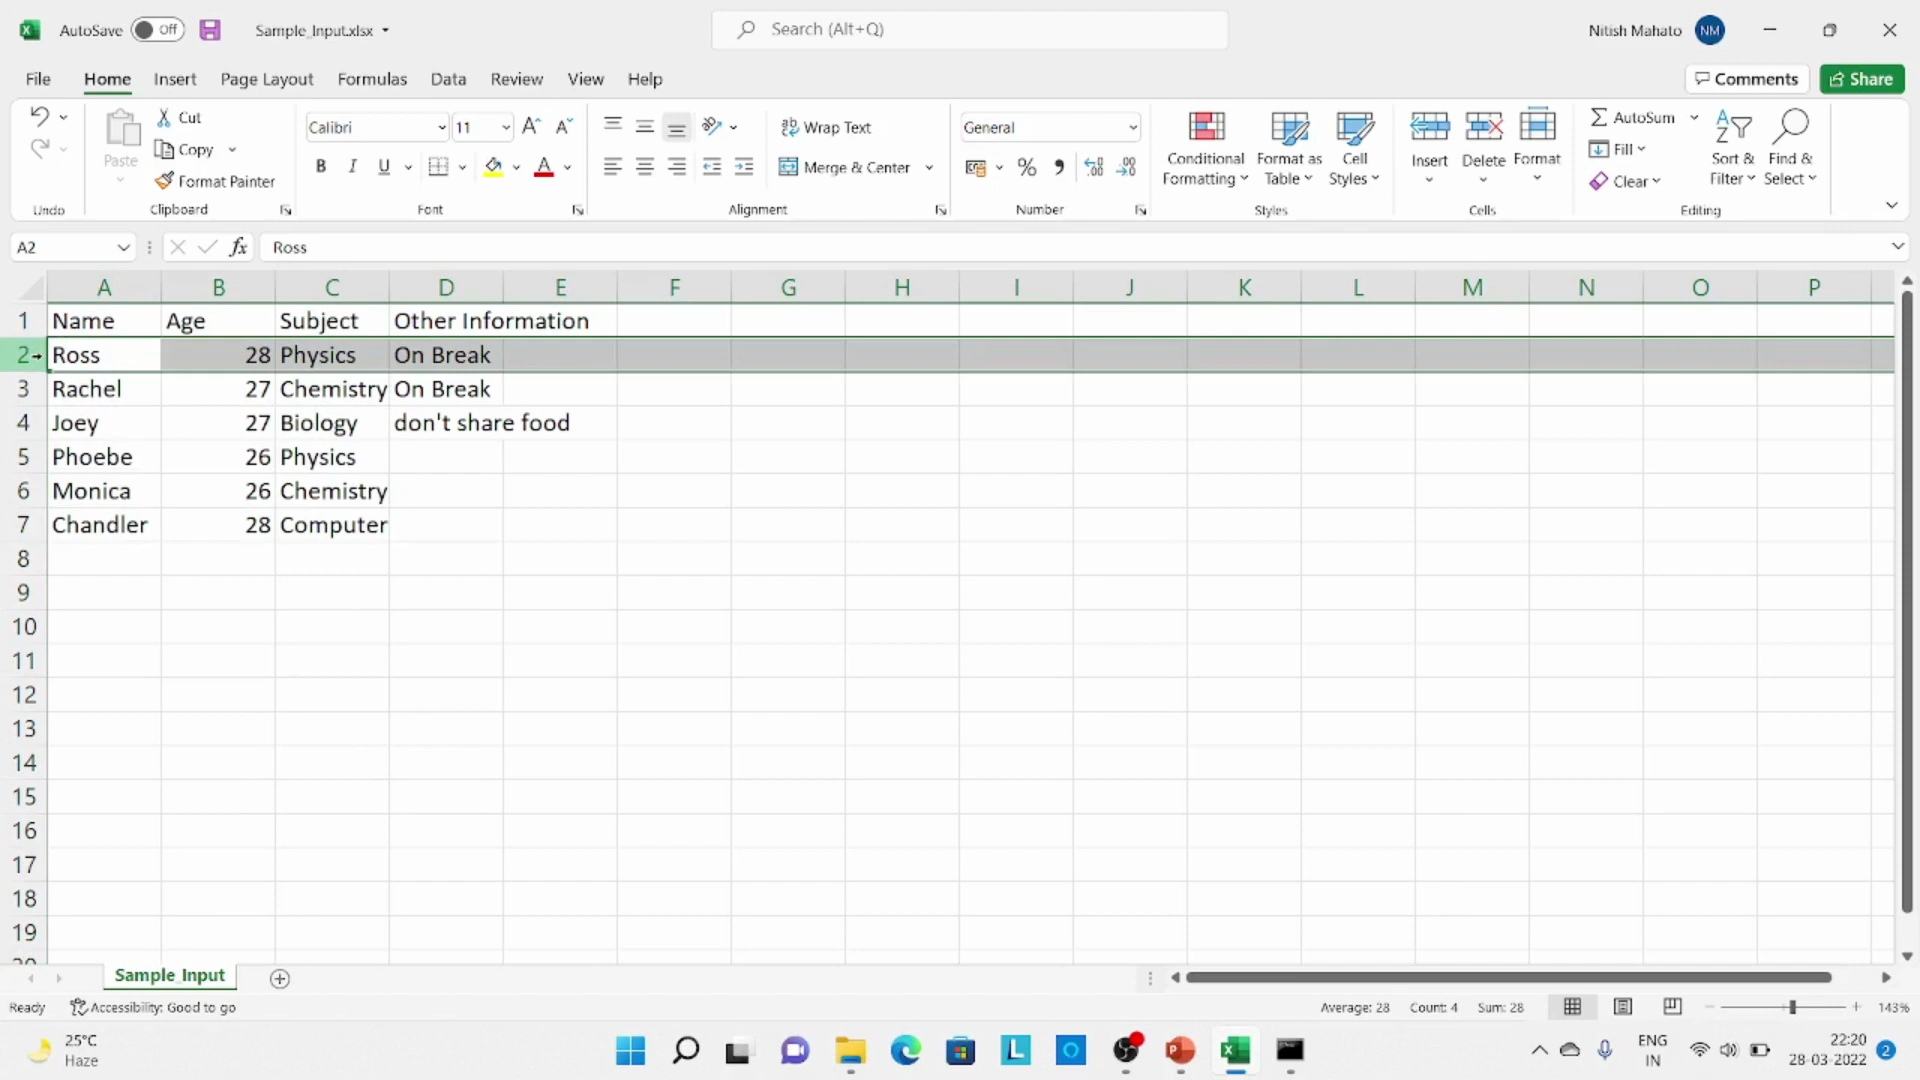 AutoSave Off Sample_Input.xlsx Search (Alt+Q) Nitish Mahato NM
File Home Insert Page Layout Formulas Data Review View Help Comments Share
Cut
Copy
Format Painter
Paste
Calibri 11
B I U
Wrap Text
Merge & Center
General
Conditional Formatting
Format as Table
Cell Styles
Insert Delete Format
AutoSum
Fill
Clear
Sort & Filter
Find & Select
Undo Clipboard Font Alignment Number Styles Cells Editing
A2 fx Ross
A B C D E F G H I J K L M N O P
1 Name Age Subject Other Information
2 Ross 28 Physics On Break
3 Rachel 27 Chemistry On Break
4 Joey 27 Biology don't share food
5 Phoebe 26 Physics
6 Monica 26 Chemistry
7 Chandler 28 Computer
8
9
10
11
12
13
14
15
16
17
18
19
Sample_Input
Ready Accessibility: Good to go Average: 28 Count: 4 Sum: 28 143%
25°C
Haze
ENG
IN
22:20
28-03-2022
2